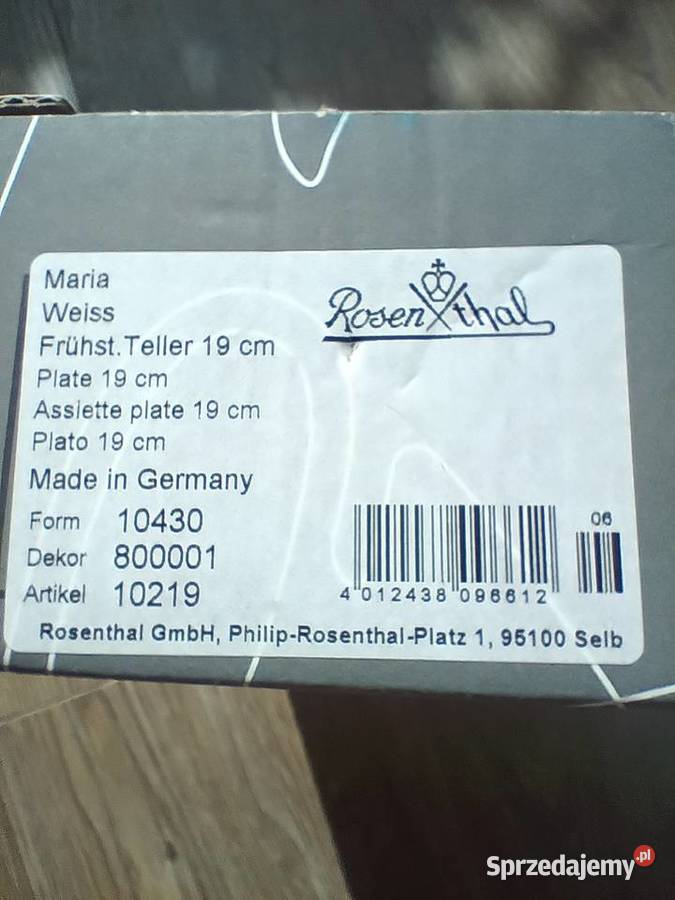 Maria
Weiss
Rosenthal
Frühst.Teller 19 cm
Plate 19 cm
Assiette plate 19 cm
Plato 19 cm
Made in Germany
Form 10430
Dekor 800001
Artikel 10219
06
4 012438 096612
Rosenthal GmbH, Philip-Rosenthal-Platz 1, 95100 Selb
Sprzedajemy.pl